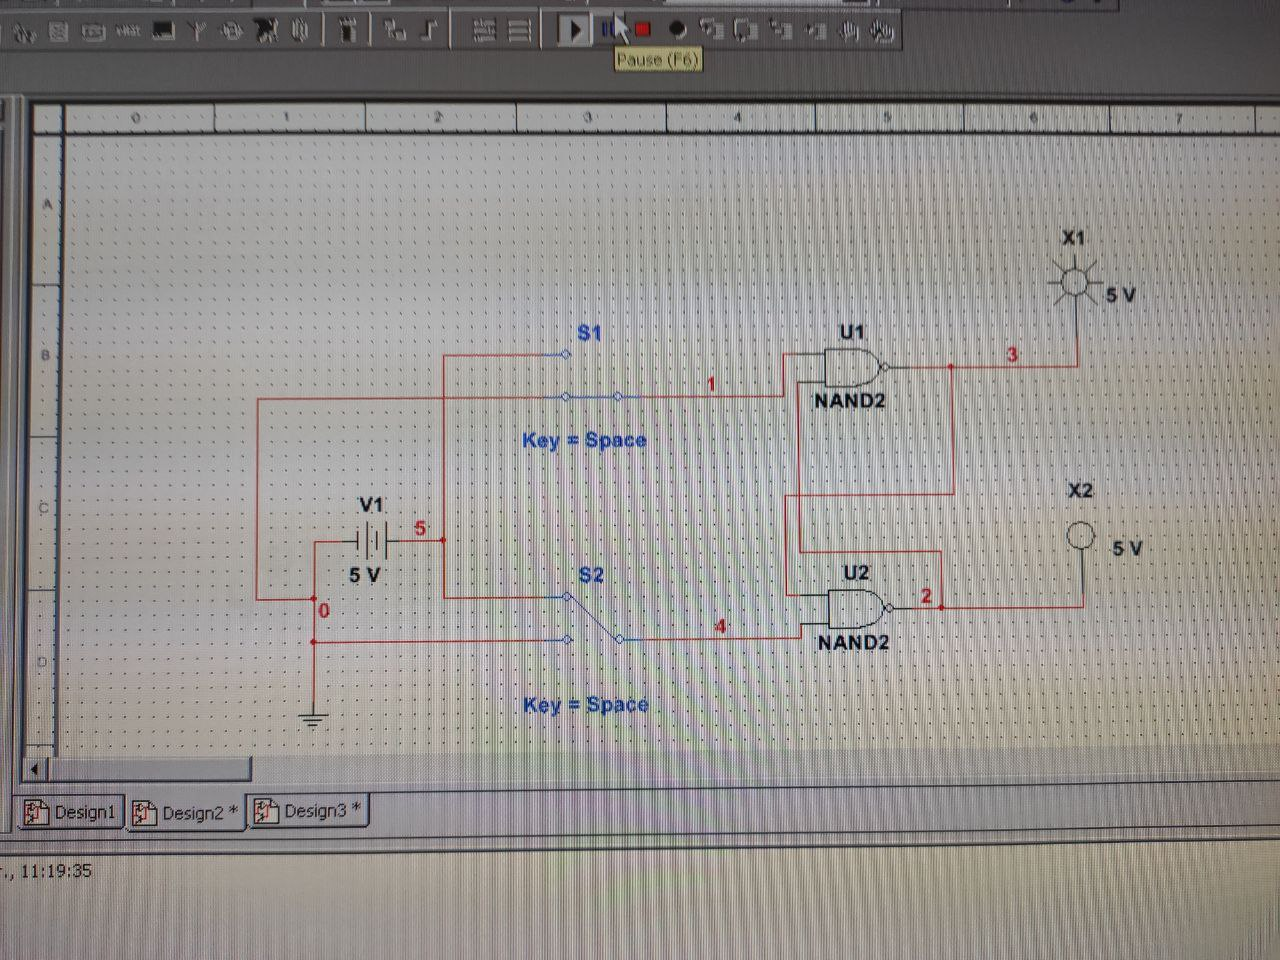 Pause (F6)
0 1 2 3 4 5 6 7
A
X1
5 V
S1
U1
B
3
1
NAND2
Key = Space
X2
V1
C
5
5 V
5 V
S2
U2
2
0
4
NAND2
D
Key = Space
Design1 Design2 * Design3 *
., 11:19:35